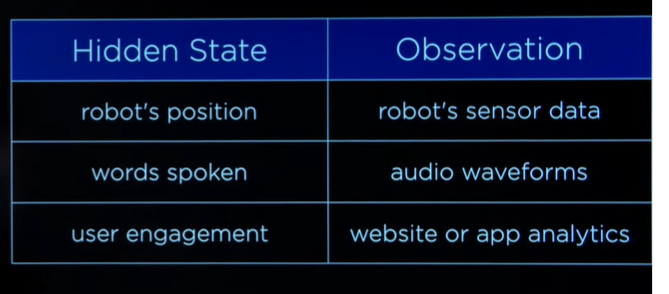 Hidden State Observation
robot's position robot's sensor data
words spoken audio waveforms
user engagement website or app analytics